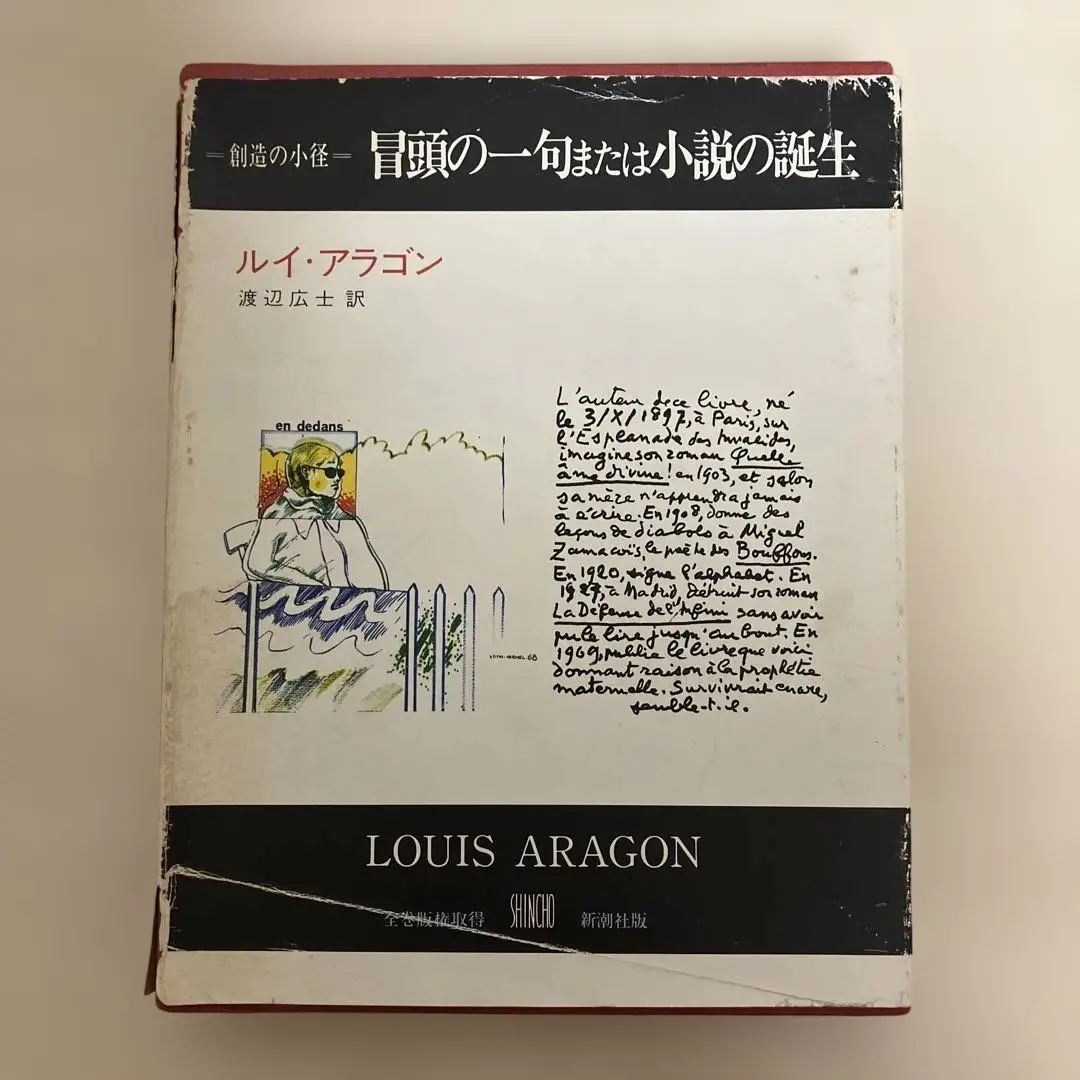 =創造の小径=
冒頭の一句または小説の誕生
ルイ・アラゴン
渡辺広士 訳
en dedans
L'auteur de ce livre, né
le 3/X/1897, à Paris, sur
l'Esplanade des Invalides,
imagine son roman Quelle
âme divine! en 1903, et selon
sa mère n'apprendra jamais
à écrire. En 1908, donne des
leçons de diabolo à Miguel
Zamacoïs, le poète des Bouffons.
En 1920, signe l'alphabet. En
1927, à Madrid, détruit son roman
La Défense de l'infini sans avoir
pu le lire jusqu'au bout. En
1969, publie le livre que voici
donnant raison à la prophétie
maternelle. Survivrait encore,
semble-t-il.
68
LOUIS ARAGON
全巻版権取得 SHINCHO 新潮社版